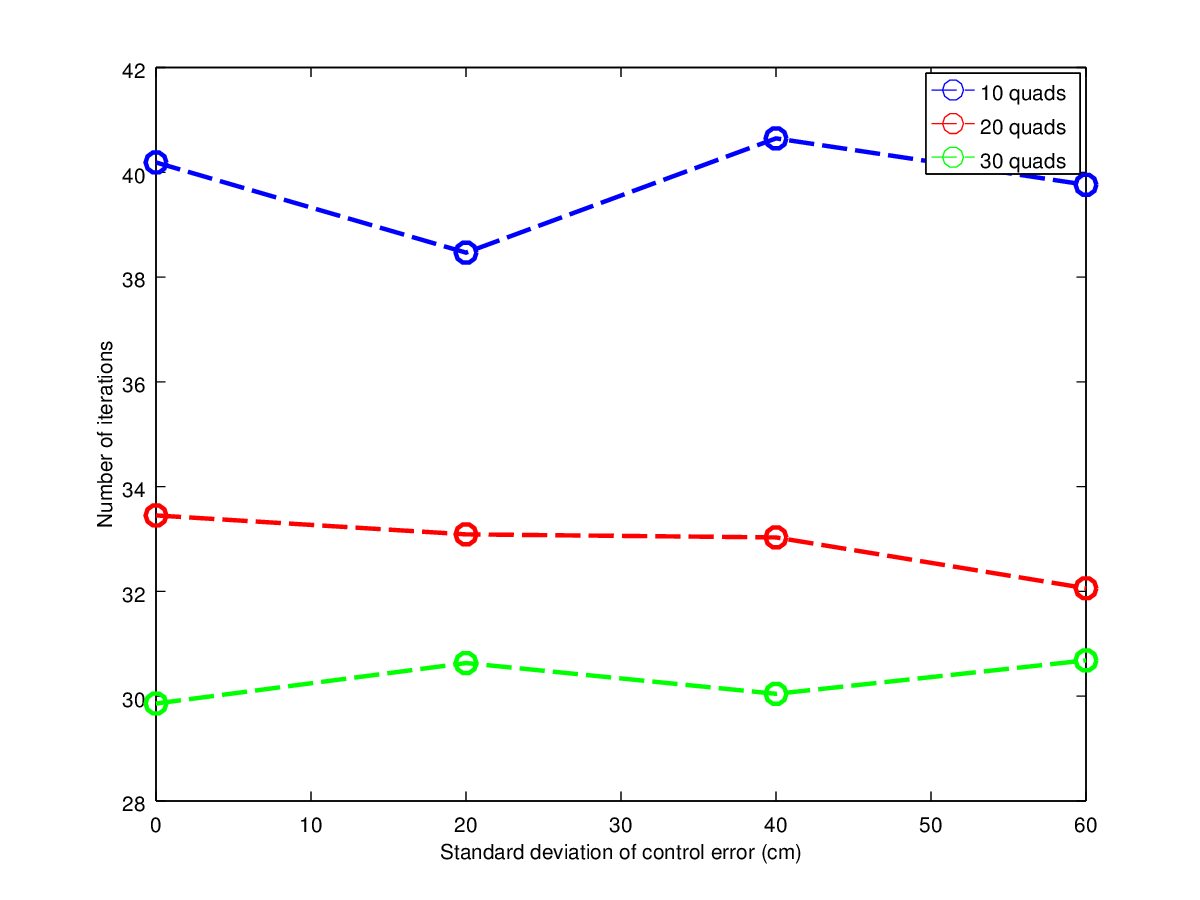 42
40
38
36
34
32
30
28
Number of iterations
10 quads
20 quads
30 quads
0 10 20 30 40 50 60
Standard deviation of control error (cm)